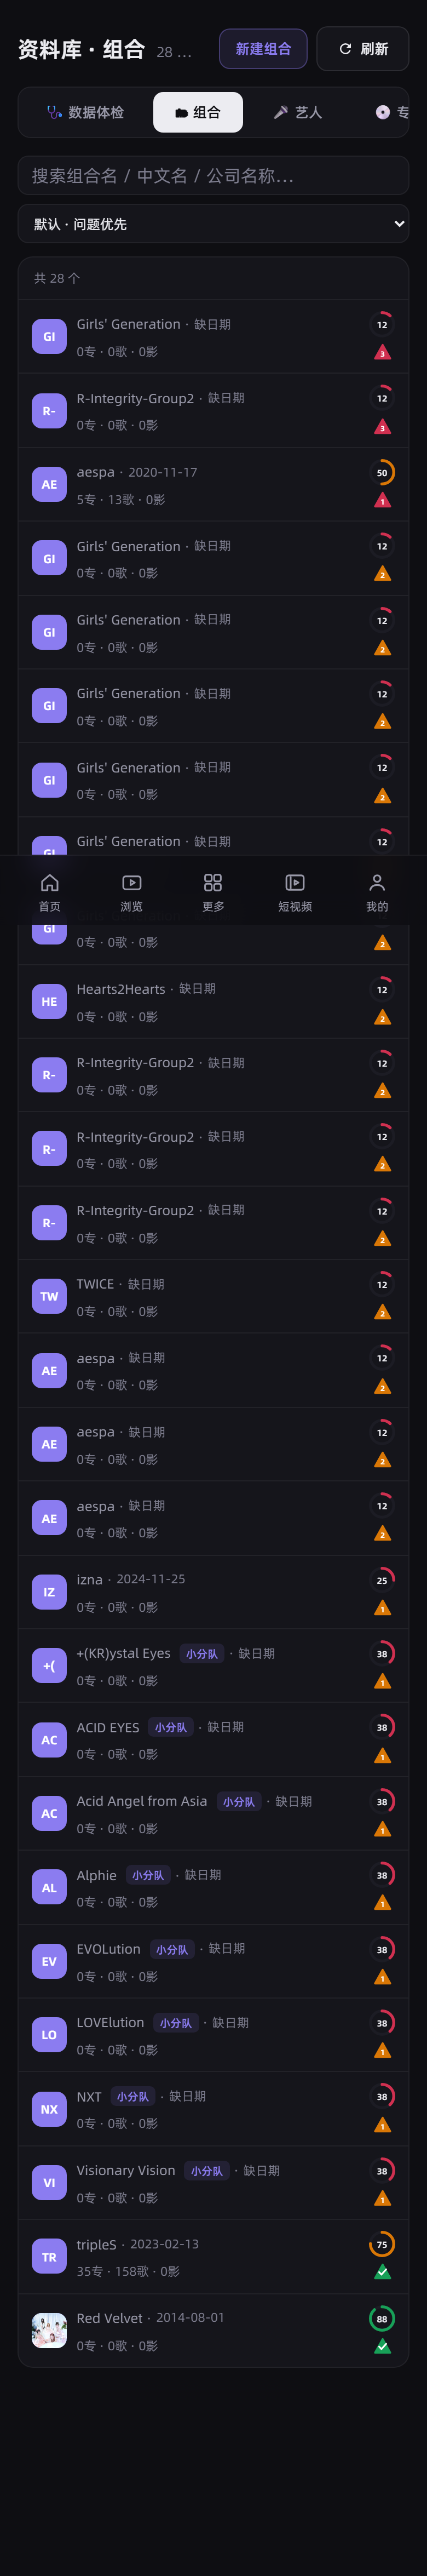 资料库 · 组合 28 ...
新建组合
刷新
数据体检
组合
艺人
专
搜索组合名 / 中文名 / 公司名称...
默认 · 问题优先
共 28 个
GI Girls' Generation · 缺日期 12
0专 · 0歌 · 0影 3
R- R-Integrity-Group2 · 缺日期 12
0专 · 0歌 · 0影 3
AE aespa · 2020-11-17 50
5专 · 13歌 · 0影 1
GI Girls' Generation · 缺日期 12
0专 · 0歌 · 0影 2
GI Girls' Generation · 缺日期 12
0专 · 0歌 · 0影 2
GI Girls' Generation · 缺日期 12
0专 · 0歌 · 0影 2
GI Girls' Generation · 缺日期 12
0专 · 0歌 · 0影 2
GI Girls' Generation · 缺日期 12
首页 浏览 更多 短视频 我的
GI 0专 · 0歌 · 0影 2
HE Hearts2Hearts · 缺日期 12
0专 · 0歌 · 0影 2
R- R-Integrity-Group2 · 缺日期 12
0专 · 0歌 · 0影 2
R- R-Integrity-Group2 · 缺日期 12
0专 · 0歌 · 0影 2
R- R-Integrity-Group2 · 缺日期 12
0专 · 0歌 · 0影 2
TW TWICE · 缺日期 12
0专 · 0歌 · 0影 2
AE aespa · 缺日期 12
0专 · 0歌 · 0影 2
AE aespa · 缺日期 12
0专 · 0歌 · 0影 2
AE aespa · 缺日期 12
0专 · 0歌 · 0影 2
IZ izna · 2024-11-25 25
0专 · 0歌 · 0影 1
+( +(KR)ystal Eyes 小分队 · 缺日期 38
0专 · 0歌 · 0影 1
AC ACID EYES 小分队 · 缺日期 38
0专 · 0歌 · 0影 1
AC Acid Angel from Asia 小分队 · 缺日期 38
0专 · 0歌 · 0影 1
AL Alphie 小分队 · 缺日期 38
0专 · 0歌 · 0影 1
EV EVOLution 小分队 · 缺日期 38
0专 · 0歌 · 0影 1
LO LOVElution 小分队 · 缺日期 38
0专 · 0歌 · 0影 1
NX NXT 小分队 · 缺日期 38
0专 · 0歌 · 0影 1
VI Visionary Vision 小分队 · 缺日期 38
0专 · 0歌 · 0影 1
TR tripleS · 2023-02-13 75
35专 · 158歌 · 0影
Red Velvet · 2014-08-01 88
0专 · 0歌 · 0影